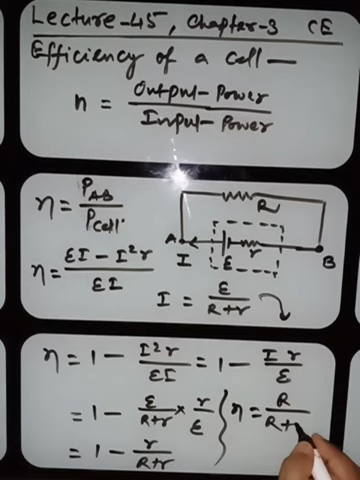 Lecture-45, Chapter-3 CE
Efficiency of a cell —
n = Output-Power / Input-Power
η = P_AB / P_cell
R
A B
I ε r
η = (εI - I²r) / εI
I = ε / (R+r)
η = 1 - I²r / εI = 1 - I r / ε
= 1 - ε / (R+r) × r / ε
η = R / (R+r
= 1 - r / (R+r)